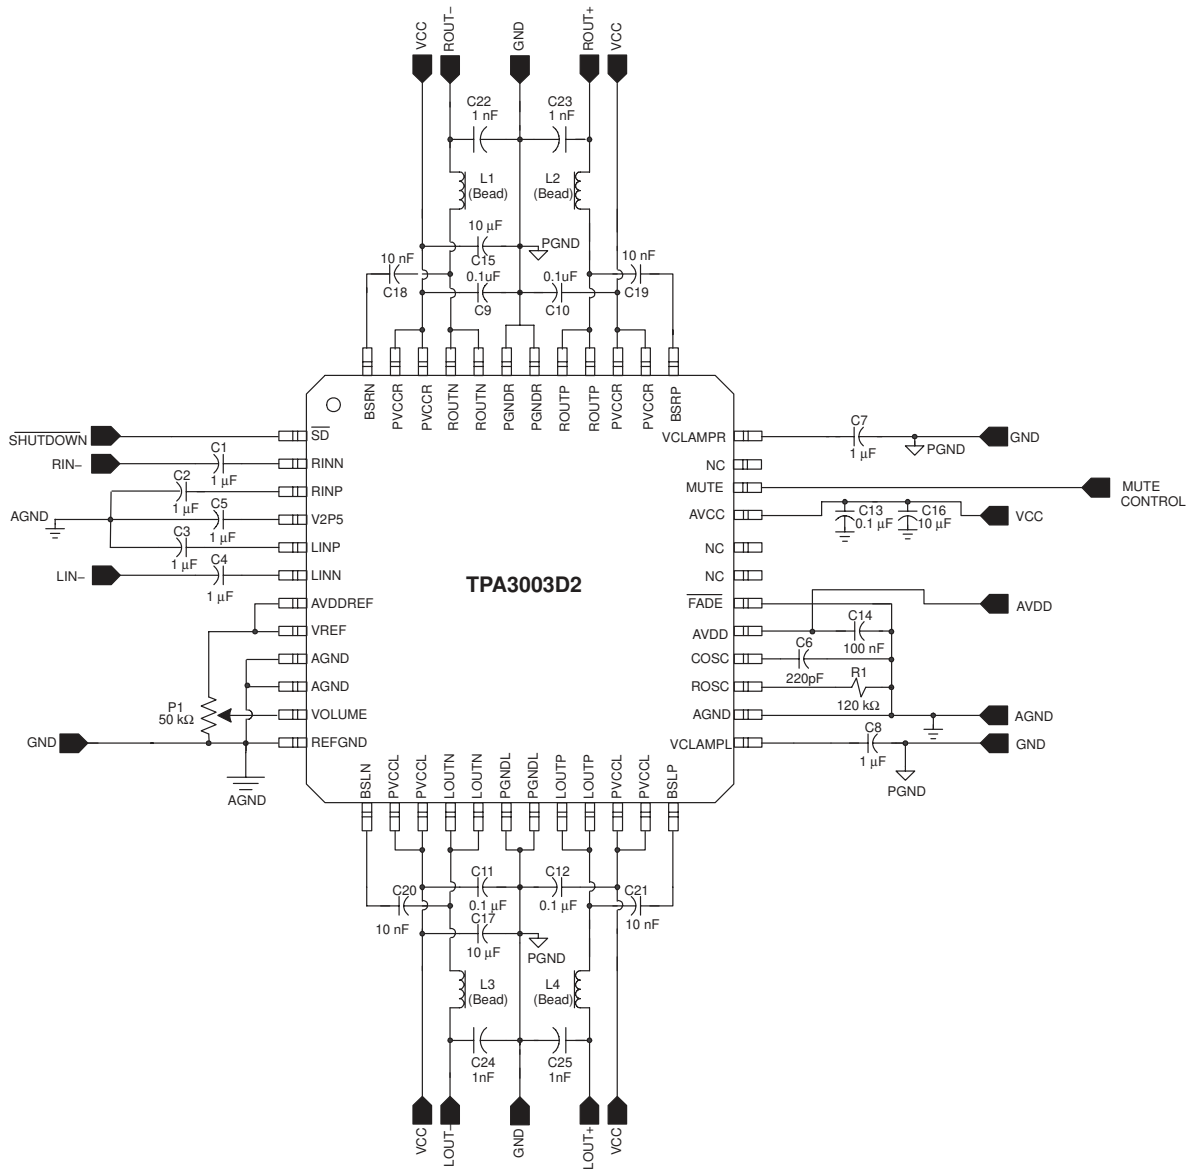 VCC
ROUT−
GND
ROUT+
VCC
C22
1 nF
C23
1 nF
L1
(Bead)
L2
(Bead)
10 µF
C15
PGND
10 nF
C18
0.1uF
C9
0.1uF
C10
10 nF
C19
BSRN
PVCCR
PVCCR
ROUTN
ROUTN
PGNDR
PGNDR
ROUTP
ROUTP
PVCCR
PVCCR
BSRP
SHUTDOWN
SD
RIN−
C1
1 µF
RINN
C2
1 µF
RINP
AGND
C5
1 µF
V2P5
C3
1 µF
LINP
LIN−
C4
1 µF
LINN
AVDDREF
VREF
AGND
AGND
P1
50 kΩ
VOLUME
GND
REFGND
AGND
TPA3003D2
VCLAMPR
C7
1 µF
PGND
GND
NC
MUTE
MUTE
CONTROL
AVCC
C13
0.1 µF
C16
10 µF
VCC
NC
NC
FADE
AVDD
AVDD
C14
100 nF
COSC
C6
220pF
ROSC
R1
120 kΩ
AGND
AGND
VCLAMPL
C8
1 µF
PGND
GND
BSLN
PVCCL
PVCCL
LOUTN
LOUTN
PGNDL
PGNDL
LOUTP
LOUTP
PVCCL
PVCCL
BSLP
C20
10 nF
C11
0.1 µF
C12
0.1 µF
C21
10 nF
C17
10 µF
PGND
L3
(Bead)
L4
(Bead)
C24
1nF
C25
1nF
VCC
LOUT−
GND
LOUT+
VCC